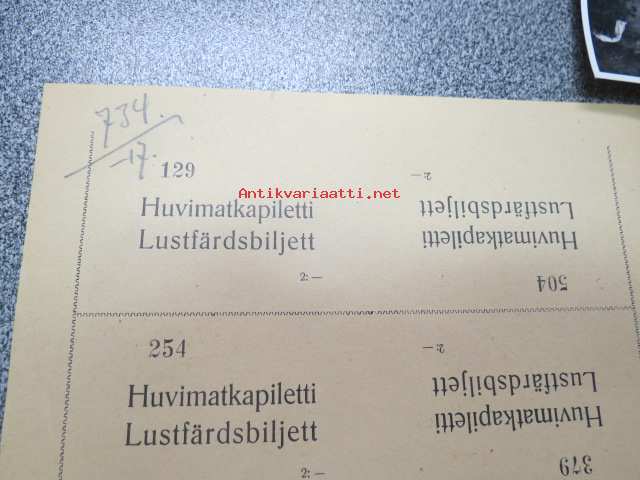 734.
-17.
129
Huvimatkapiletti
Lustfärdsbiljett
2:—
504
Huvimatkapiletti
Lustfärdsbiljett
2:—
254
Huvimatkapiletti
Lustfärdsbiljett
2:—
379
Huvimatkapiletti
Lustfärdsbiljett
2:—
Antikvariaatti.net